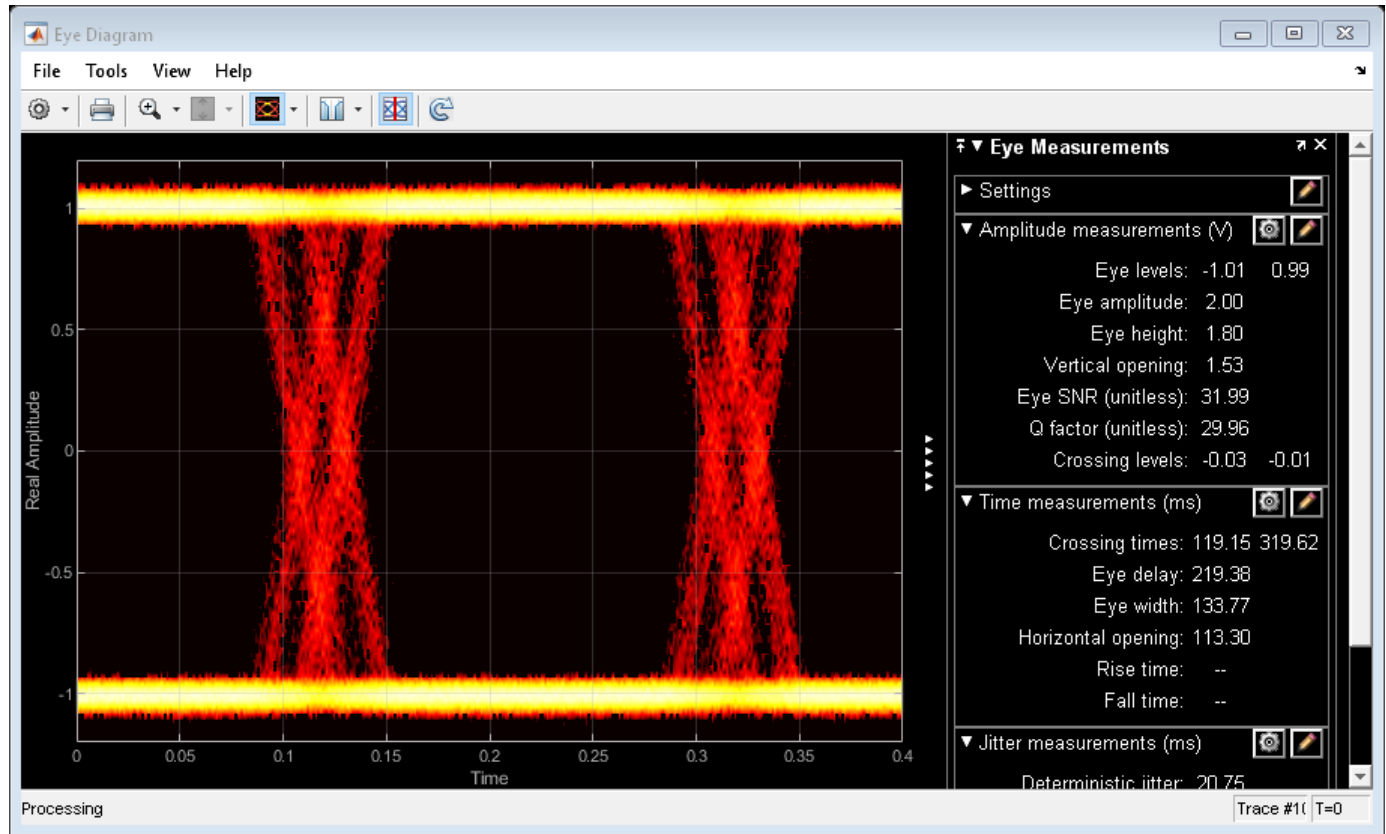 Eye Diagram
File Tools View Help
1
0.5
0
-0.5
-1
Real Amplitude
0 0.05 0.1 0.15 0.2 0.25 0.3 0.35 0.4
Time
Eye Measurements
Settings
Amplitude measurements (V)
Eye levels: -1.01 0.99
Eye amplitude: 2.00
Eye height: 1.80
Vertical opening: 1.53
Eye SNR (unitless): 31.99
Q factor (unitless): 29.96
Crossing levels: -0.03 -0.01
Time measurements (ms)
Crossing times: 119.15 319.62
Eye delay: 219.38
Eye width: 133.77
Horizontal opening: 113.30
Rise time: --
Fall time: --
Jitter measurements (ms)
Deterministic jitter: 20.75
Processing
Trace #1( T=0